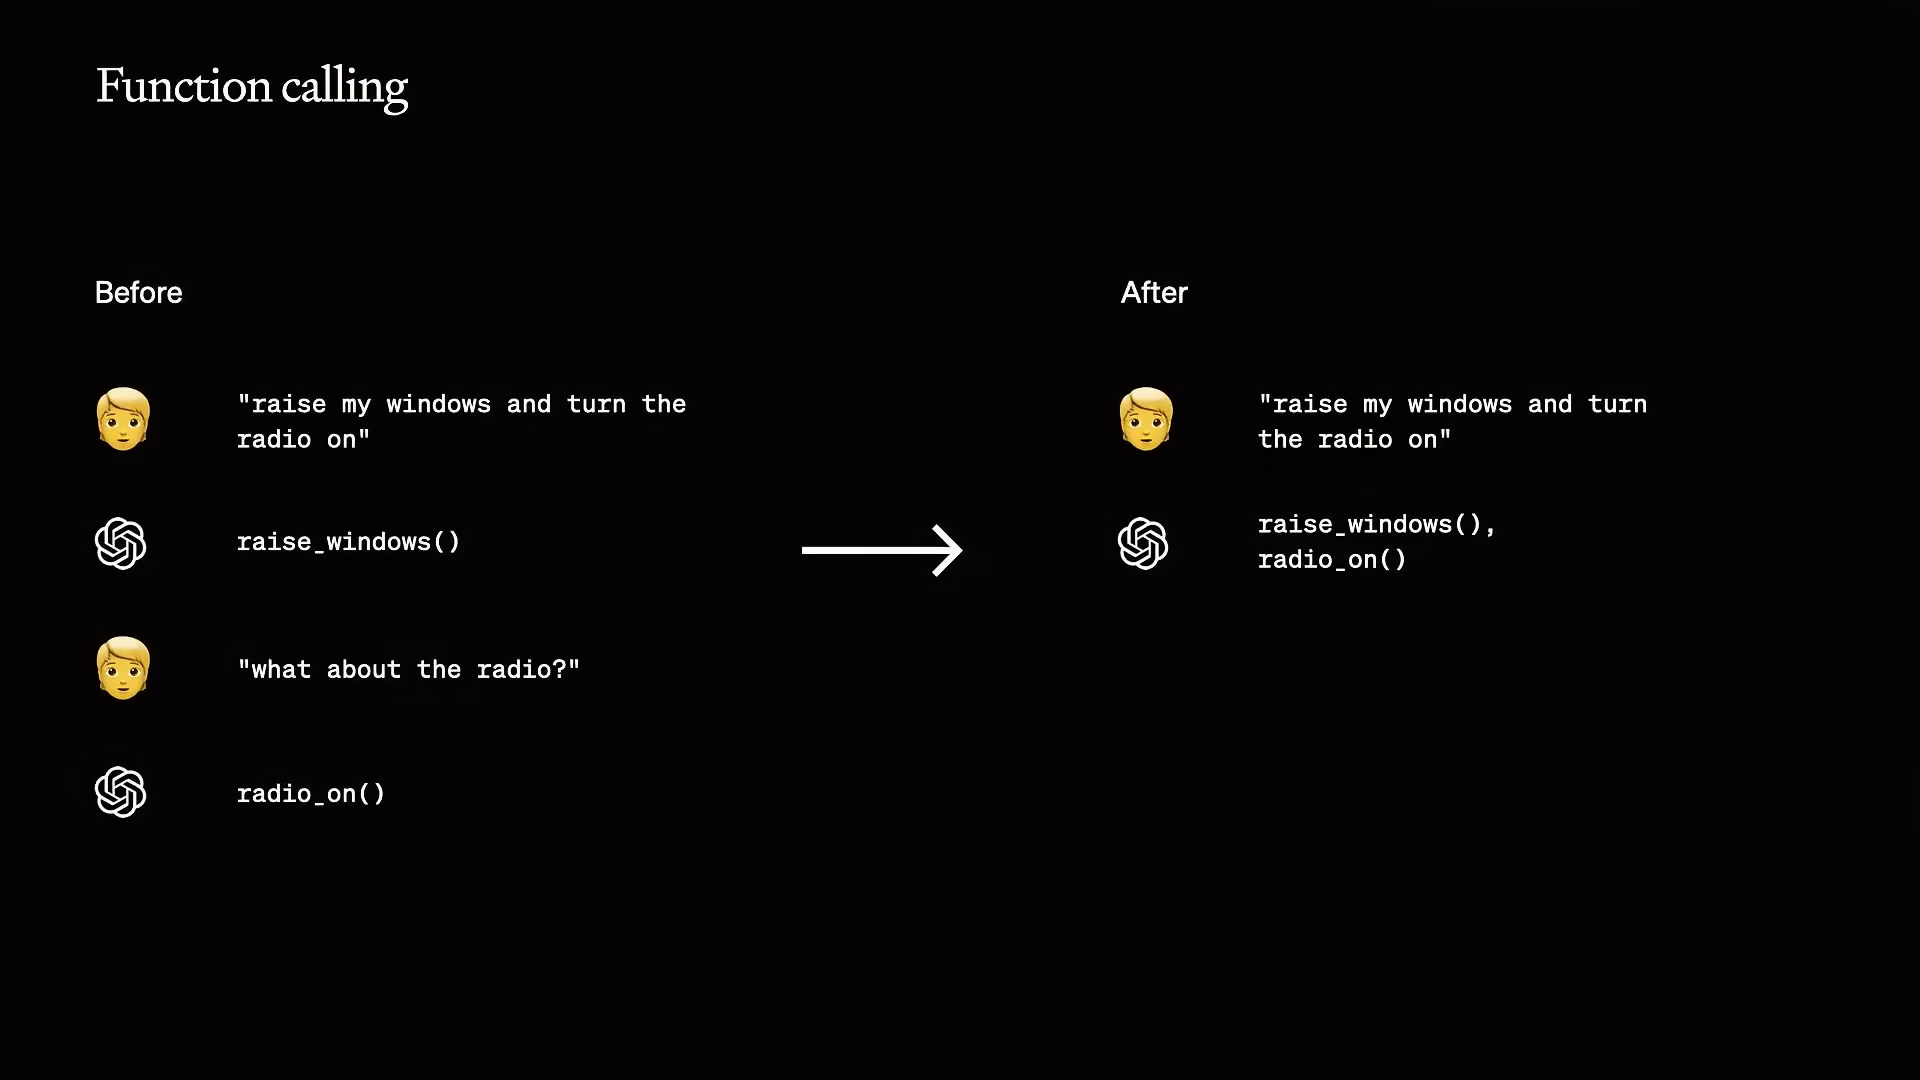 Function calling
Before
"raise my windows and turn the
radio on"
raise_windows()
"what about the radio?"
radio_on()
After
"raise my windows and turn
the radio on"
raise_windows(),
radio_on()